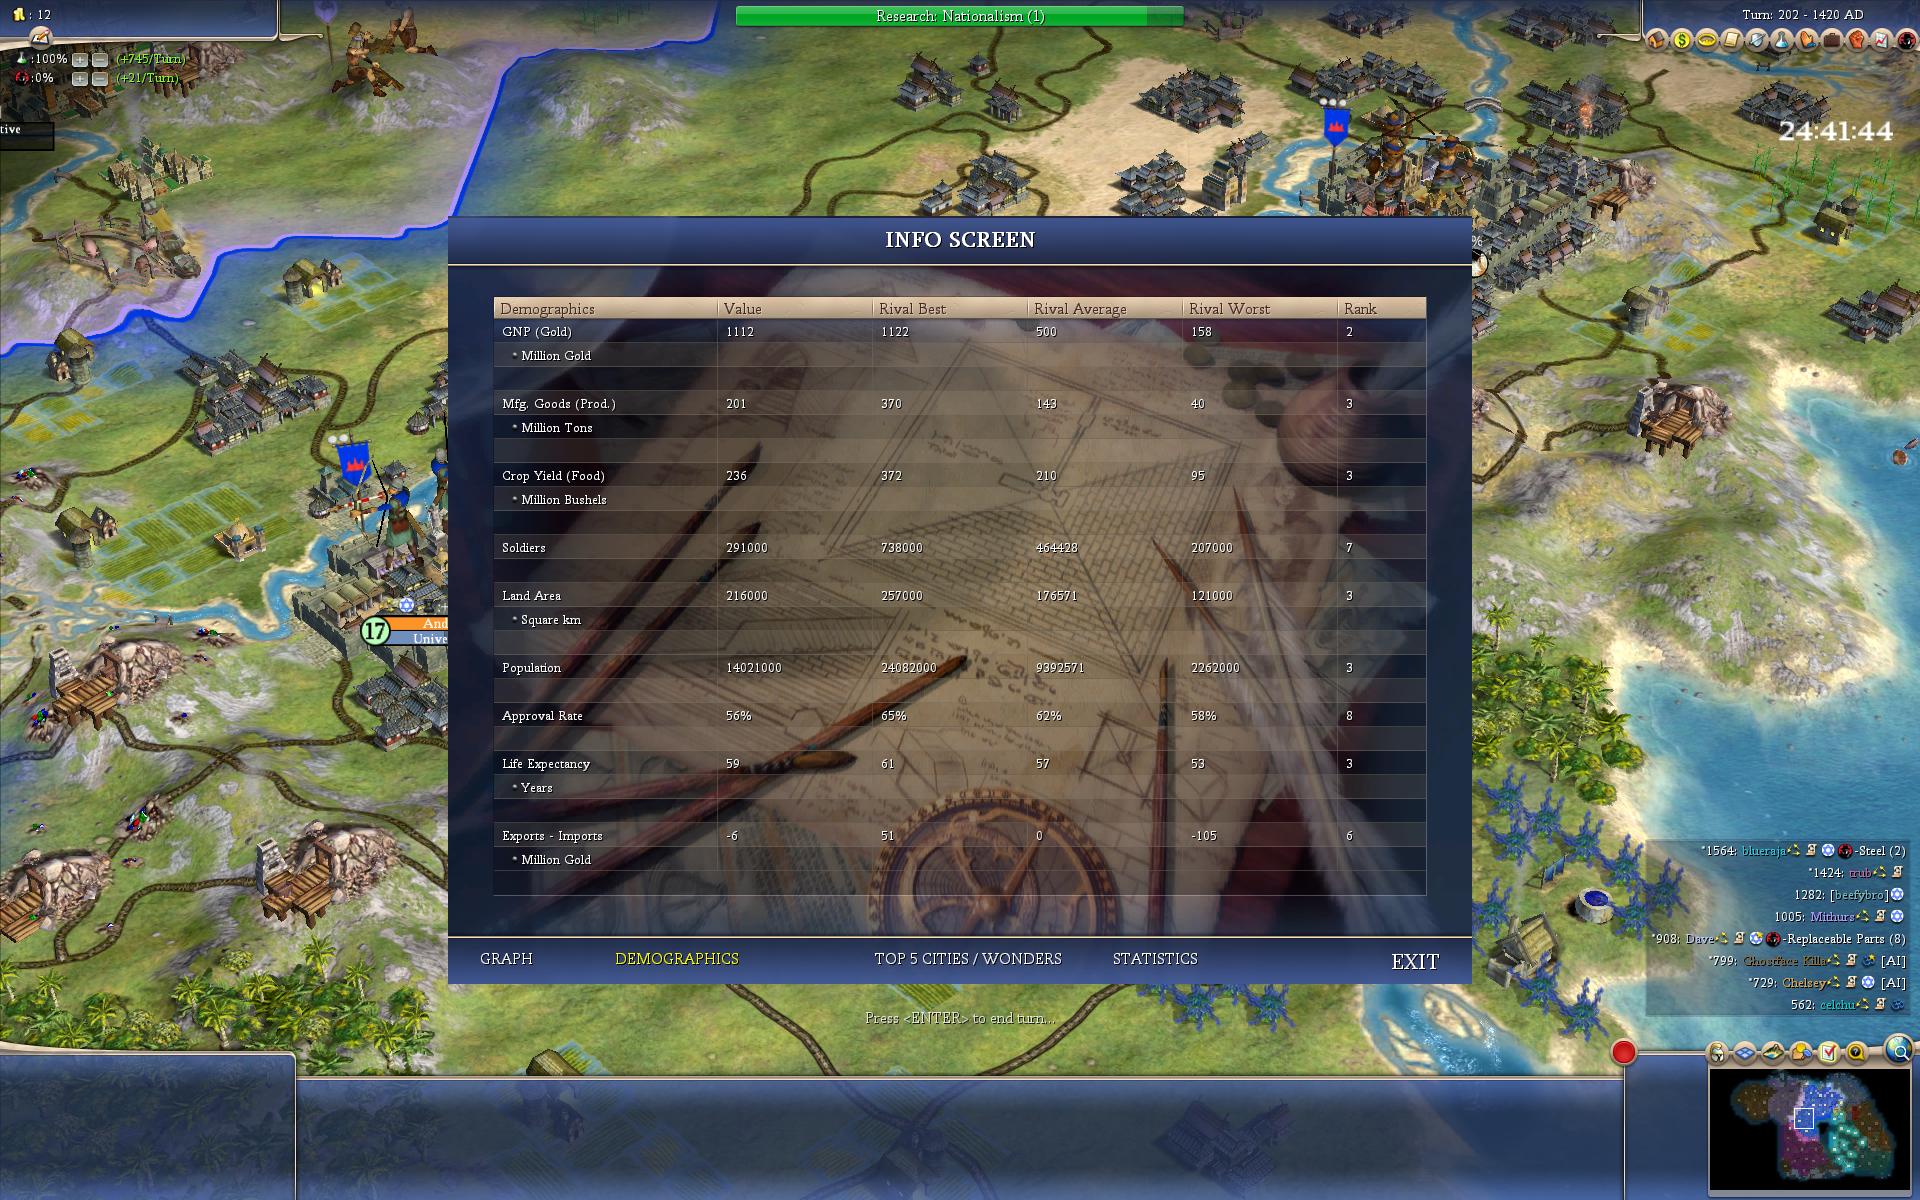 : 12
Research: Nationalism (1)
Turn: 202 - 1420 AD
:100% (+745/Turn)
:0% (+21/Turn)
tive
24:41:44
INFO SCREEN
Demographics Value Rival Best Rival Average Rival Worst Rank
GNP (Gold) 1112 1122 500 158 2
• Million Gold
Mfg. Goods (Prod.) 201 370 143 40 3
• Million Tons
Crop Yield (Food) 236 372 210 95 3
• Million Bushels
Soldiers 291000 738000 464428 207000 7
Land Area 216000 257000 176571 121000 3
• Square km
Population 14021000 24082000 9392571 2262000 3
Approval Rate 56% 65% 62% 58% 8
Life Expectancy 59 61 57 53 3
• Years
Exports - Imports -6 51 0 -105 6
• Million Gold
17 And
Unive
%
*1564: blueraja -Steel (2)
*1424: trub
1282: [beefybro]
1005: Mithurs
*908: Dave -Replaceable Parts (8)
*799: Ghostface Killa [AI]
*729: Chelsey [AI]
562: celchu
GRAPH DEMOGRAPHICS TOP 5 CITIES / WONDERS STATISTICS EXIT
Press <ENTER> to end turn...